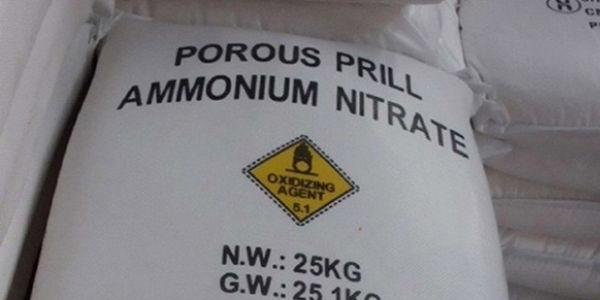 POROUS PRILL
AMMONIUM NITRATE
OXIDIZING
AGENT
5.1
N.W.: 25KG
G.W.: 25.1KG